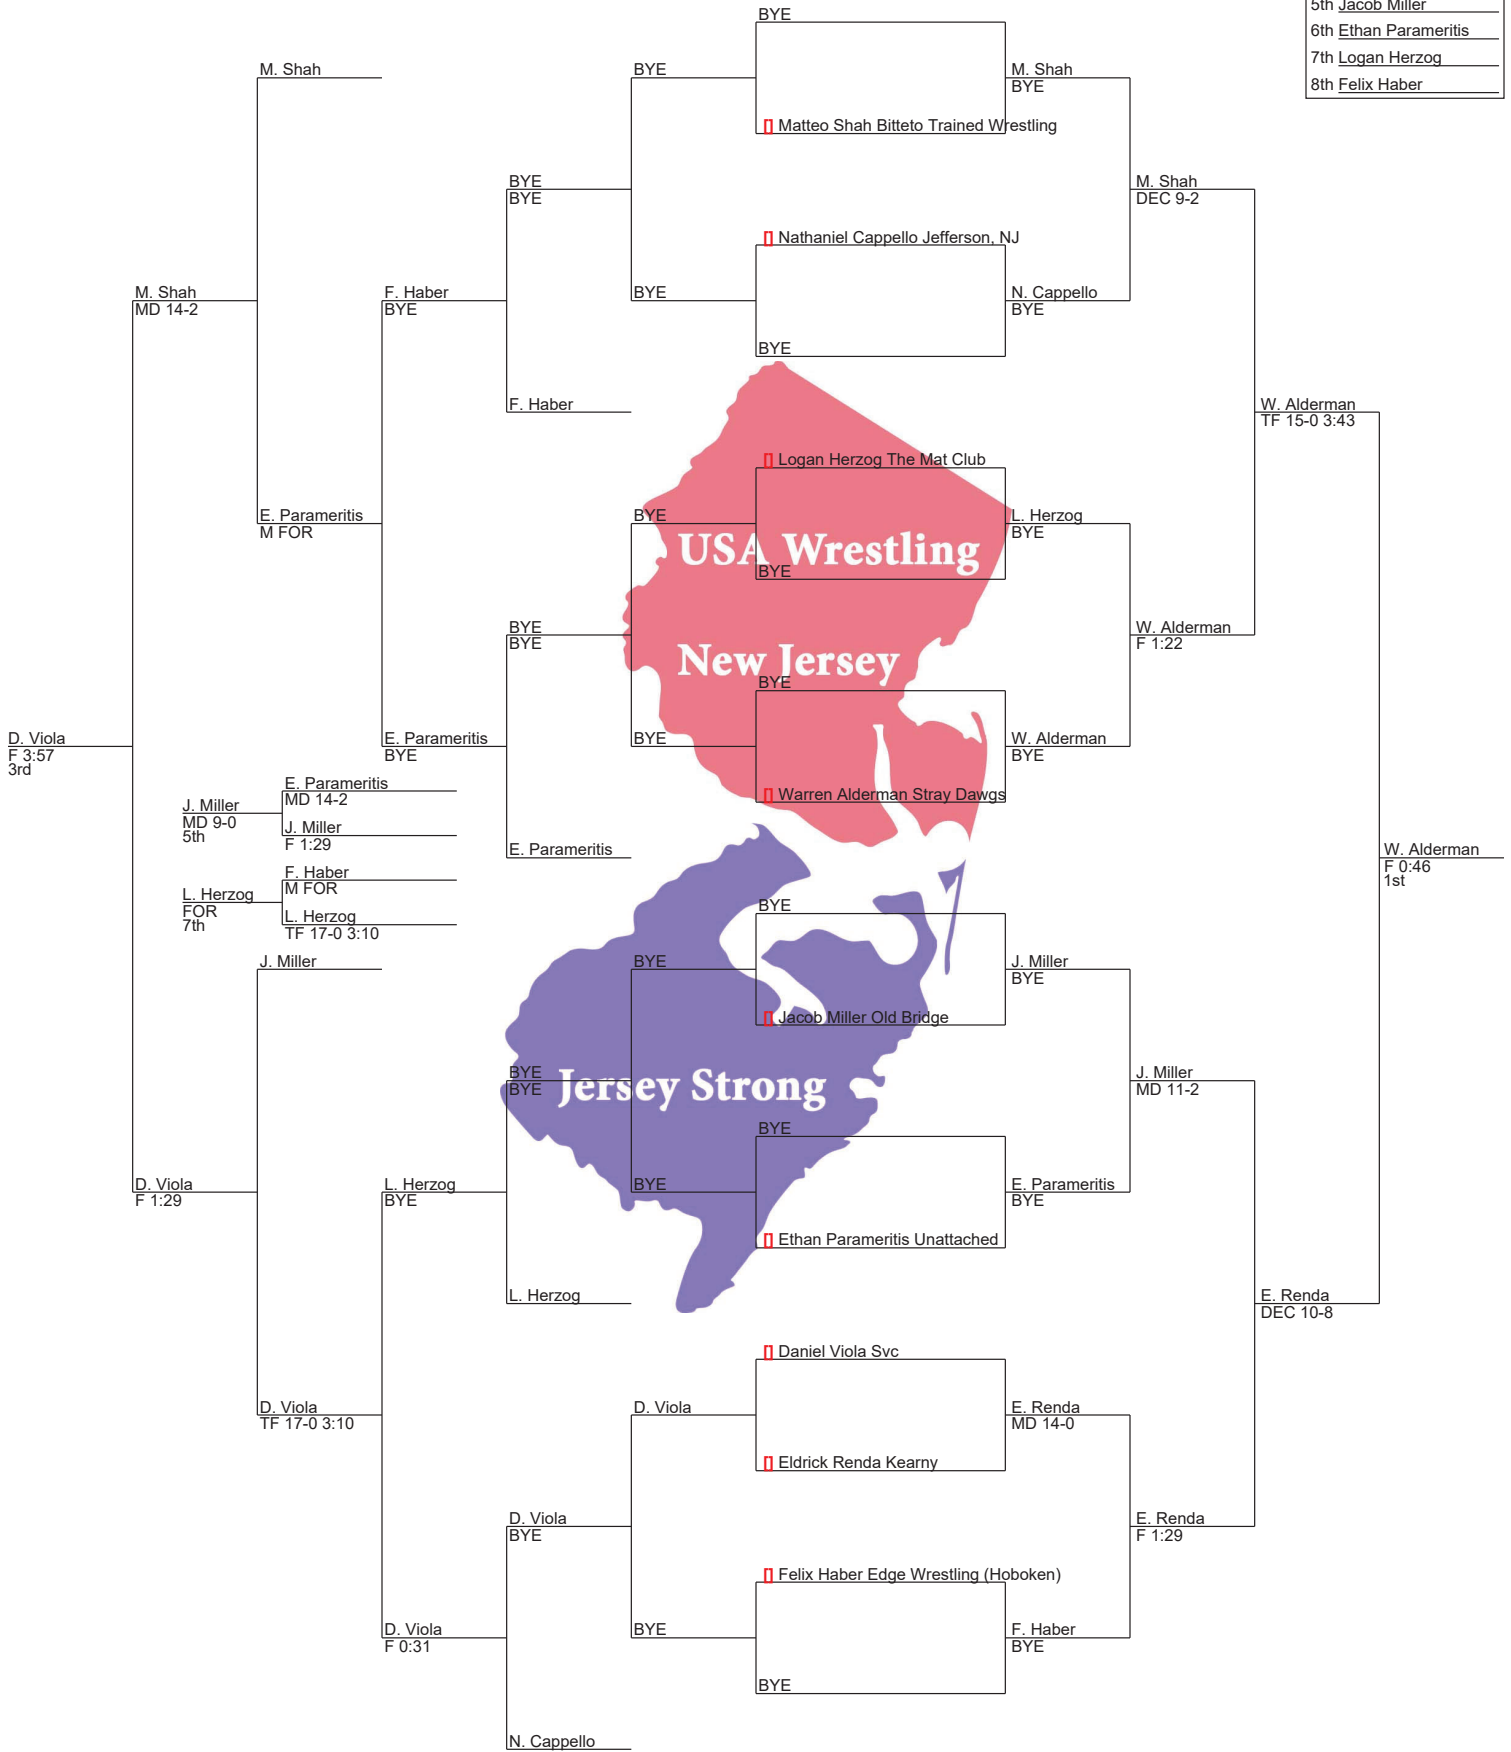 BYE
5th Jacob Miller
6th Ethan Parameritis
7th Logan Herzog
8th Felix Haber
M. Shah
BYE
M. Shah
BYE
Matteo Shah Bitteto Trained Wrestling
BYE
BYE
M. Shah
DEC 9-2
Nathaniel Cappello Jefferson, NJ
M. Shah
MD 14-2
F. Haber
BYE
BYE
N. Cappello
BYE
BYE
F. Haber
W. Alderman
TF 15-0 3:43
Logan Herzog The Mat Club
E. Parameritis
M FOR
BYE
L. Herzog
BYE
USA Wrestling
BYE
BYE
BYE
W. Alderman
F 1:22
New Jersey
BYE
D. Viola
F 3:57
3rd
E. Parameritis
BYE
BYE
W. Alderman
BYE
E. Parameritis
MD 14-2
Warren Alderman Stray Dawgs
J. Miller
MD 9-0
5th
J. Miller
F 1:29
E. Parameritis
W. Alderman
F 0:46
1st
F. Haber
M FOR
L. Herzog
FOR
7th
L. Herzog
TF 17-0 3:10
BYE
J. Miller
BYE
J. Miller
BYE
Jacob Miller Old Bridge
BYE
BYE
Jersey Strong
J. Miller
MD 11-2
BYE
D. Viola
F 1:29
L. Herzog
BYE
BYE
E. Parameritis
BYE
Ethan Parameritis Unattached
L. Herzog
E. Renda
DEC 10-8
Daniel Viola Svc
D. Viola
TF 17-0 3:10
D. Viola
E. Renda
MD 14-0
Eldrick Renda Kearny
D. Viola
BYE
E. Renda
F 1:29
Felix Haber Edge Wrestling (Hoboken)
D. Viola
F 0:31
BYE
F. Haber
BYE
BYE
N. Cappello